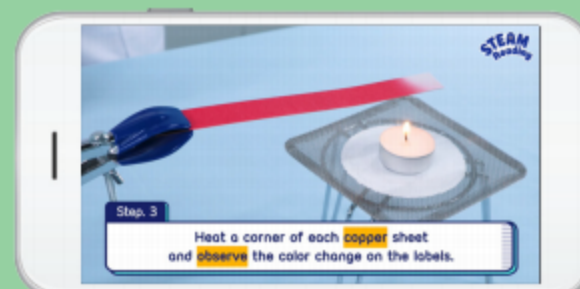 STEAM
Reading
Step. 3
Heat a corner of each copper sheet
and observe the color change on the labels.